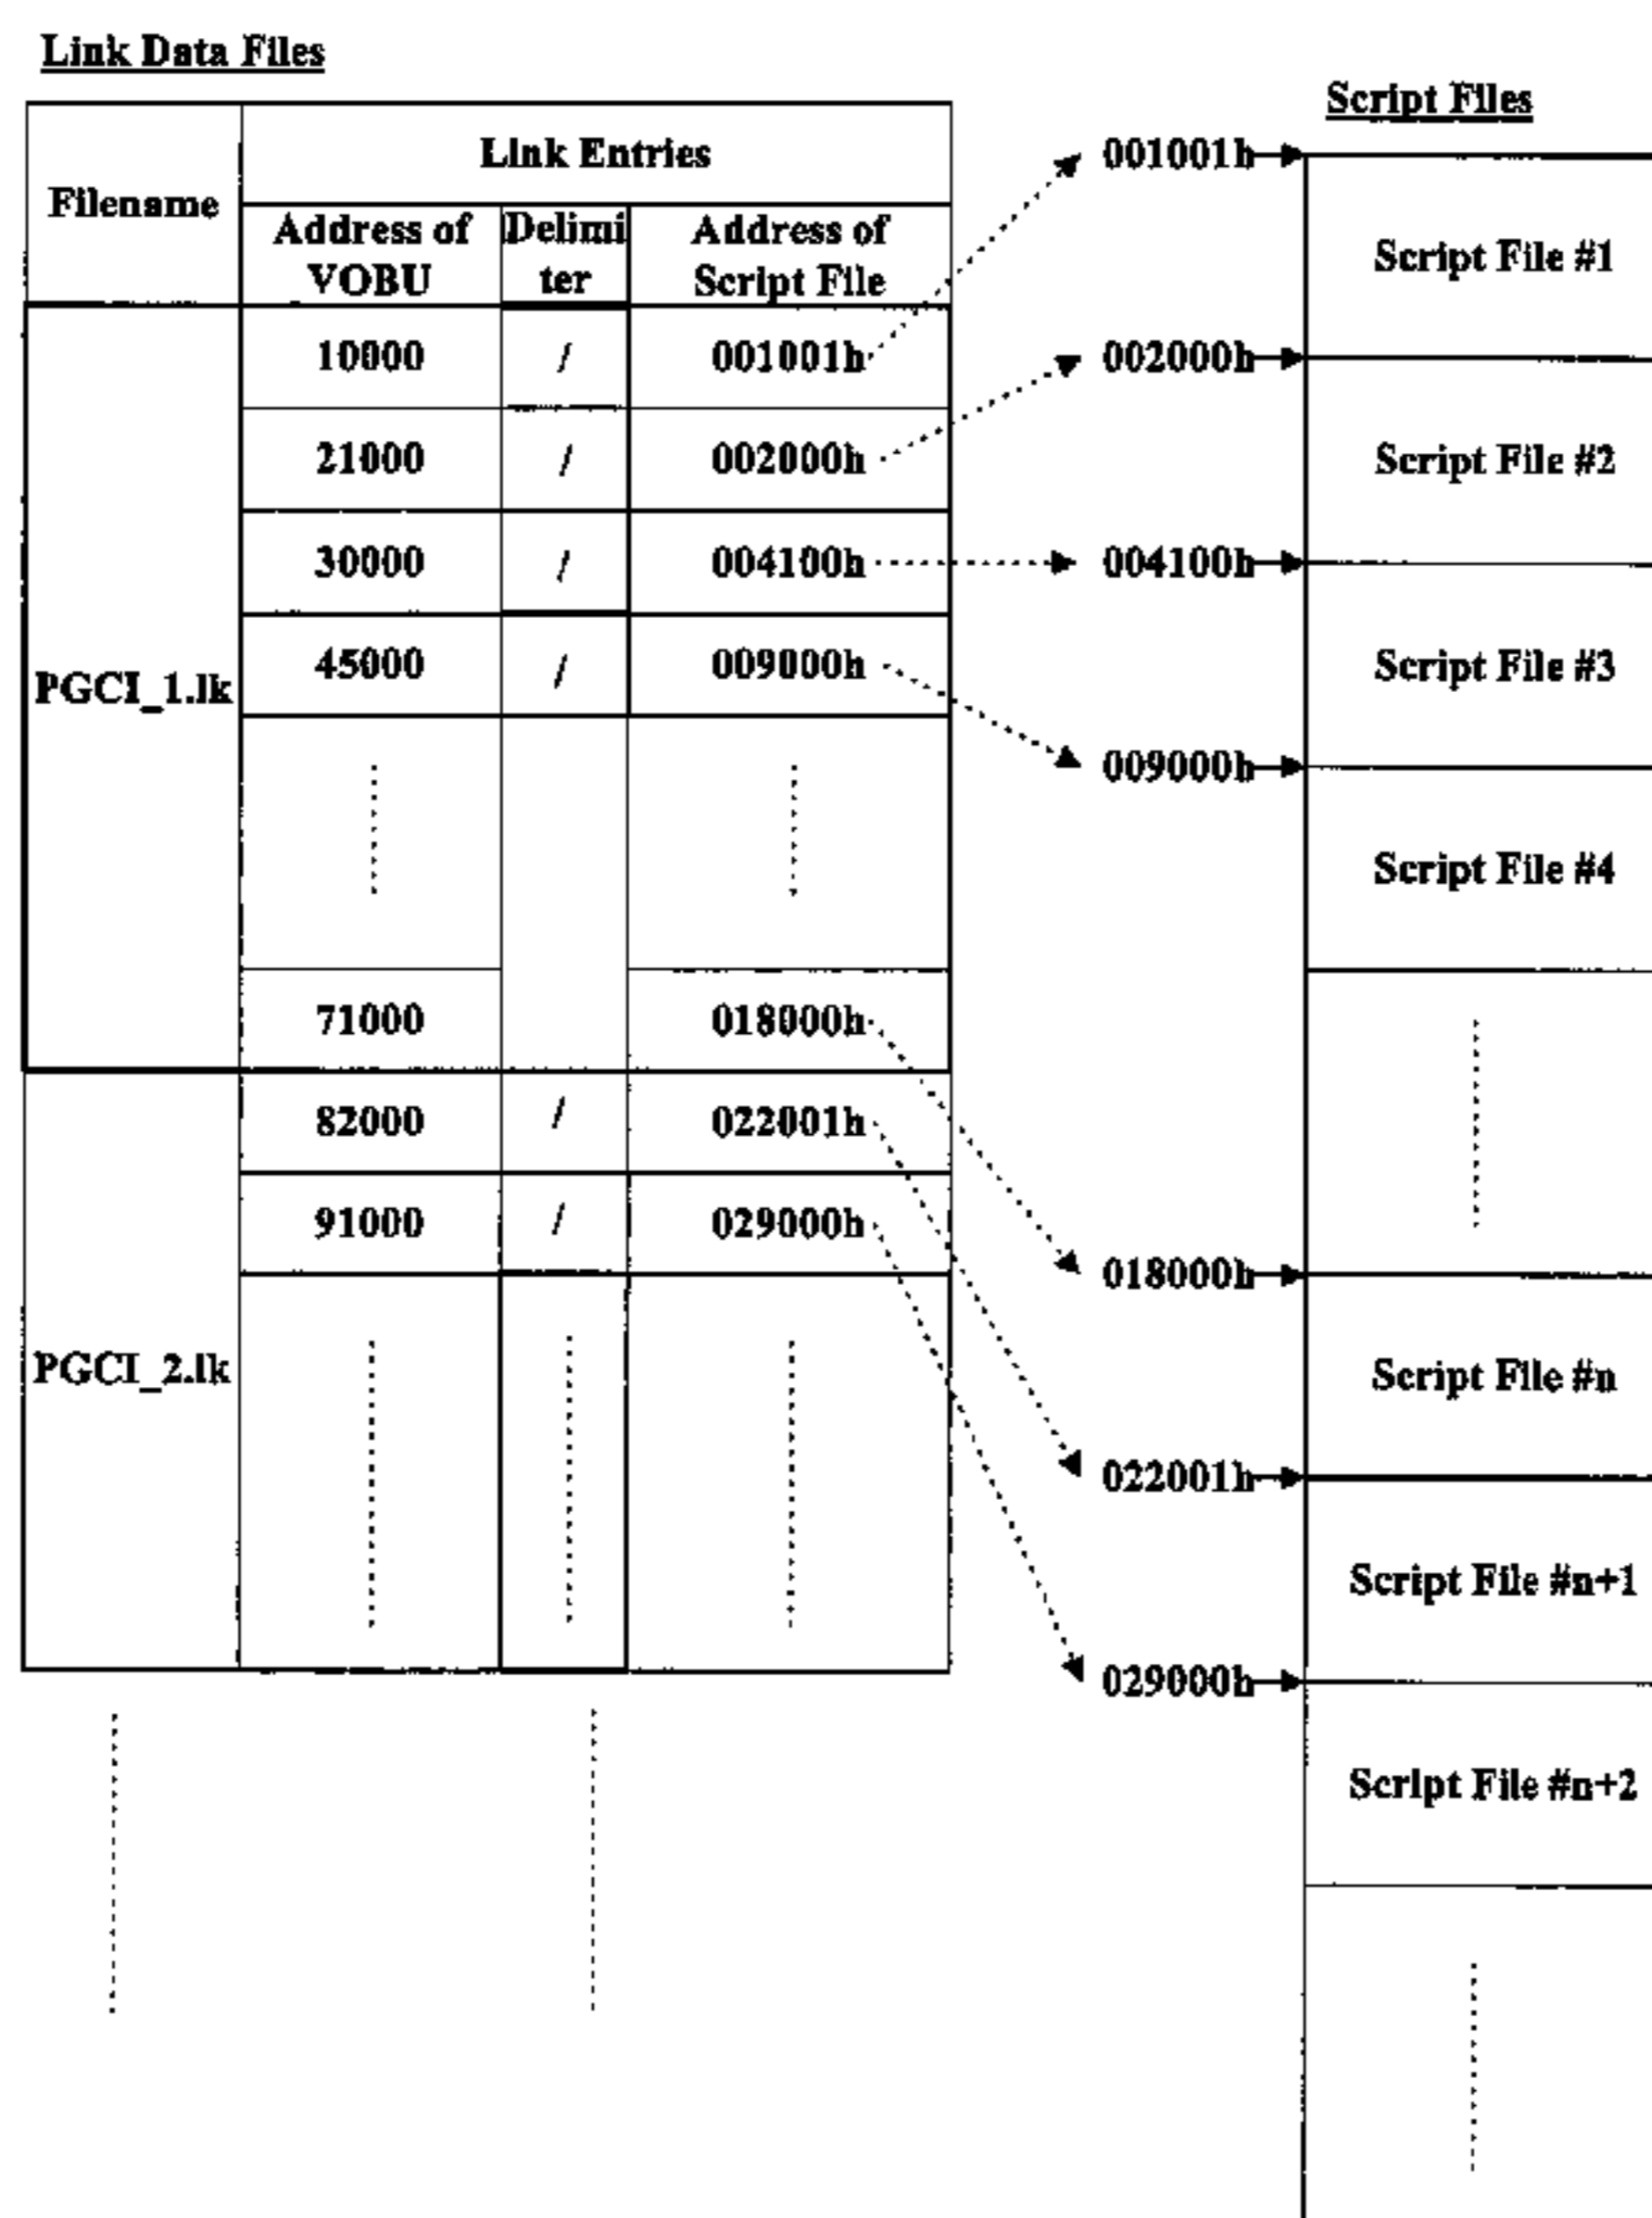 Link Data Files
Filename
Link Entries
Address of
VOBU
Delimi
ter
Address of
Script File
PGCI_1.lk
10000 / 001001h
21000 / 002000h
30000 / 004100h
45000 / 009000h
71000 018000h
PGCI_2.lk
82000 / 022001h
91000 / 029000h
Script Files
001001h
Script File #1
002000h
Script File #2
004100h
Script File #3
009000h
Script File #4
018000h
Script File #n
022001h
Script File #n+1
029000h
Script File #n+2